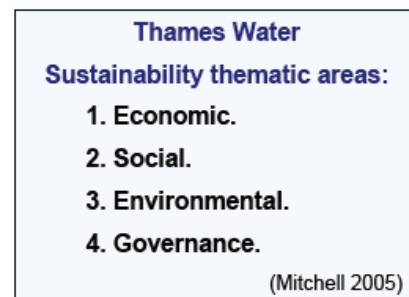 Thames Water
Sustainability thematic areas:
1. Economic.
2. Social.
3. Environmental.
4. Governance.
(Mitchell 2005)